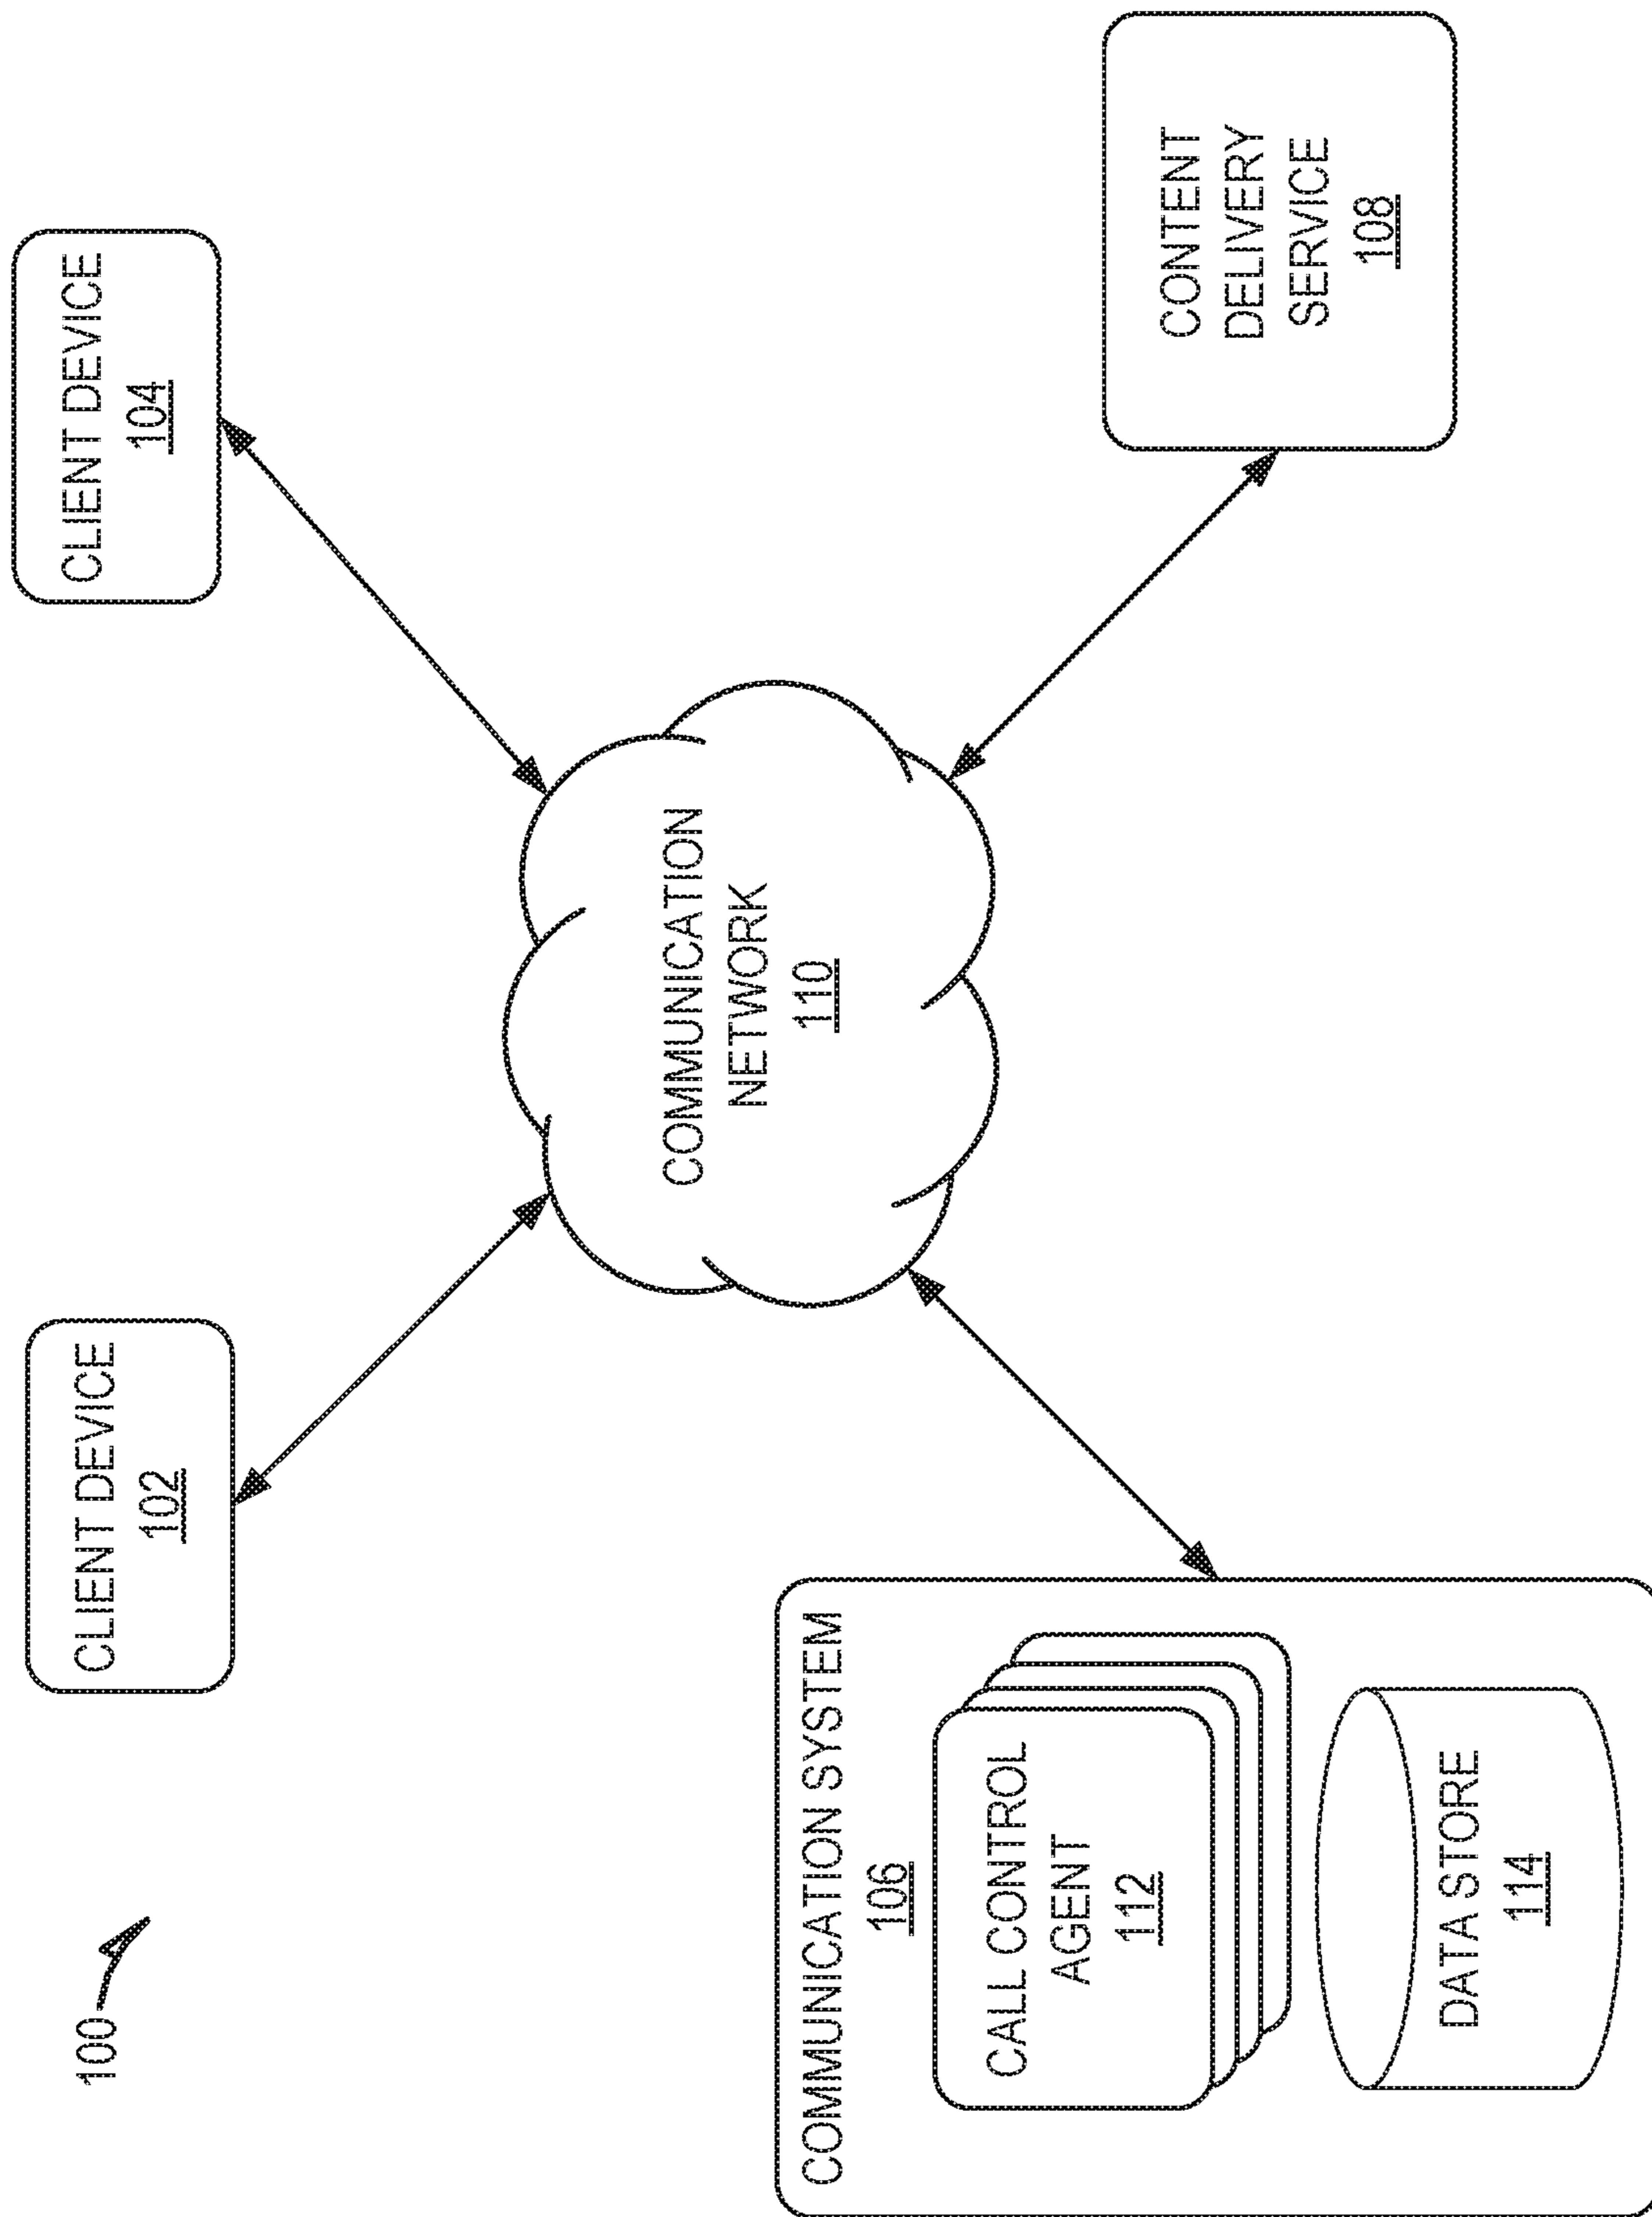 100
CLIENT DEVICE
102
CLIENT DEVICE
104
COMMUNICATION
NETWORK
110
COMMUNICATION SYSTEM
106
CALL CONTROL
AGENT
112
DATA STORE
114
CONTENT
DELIVERY
SERVICE
108